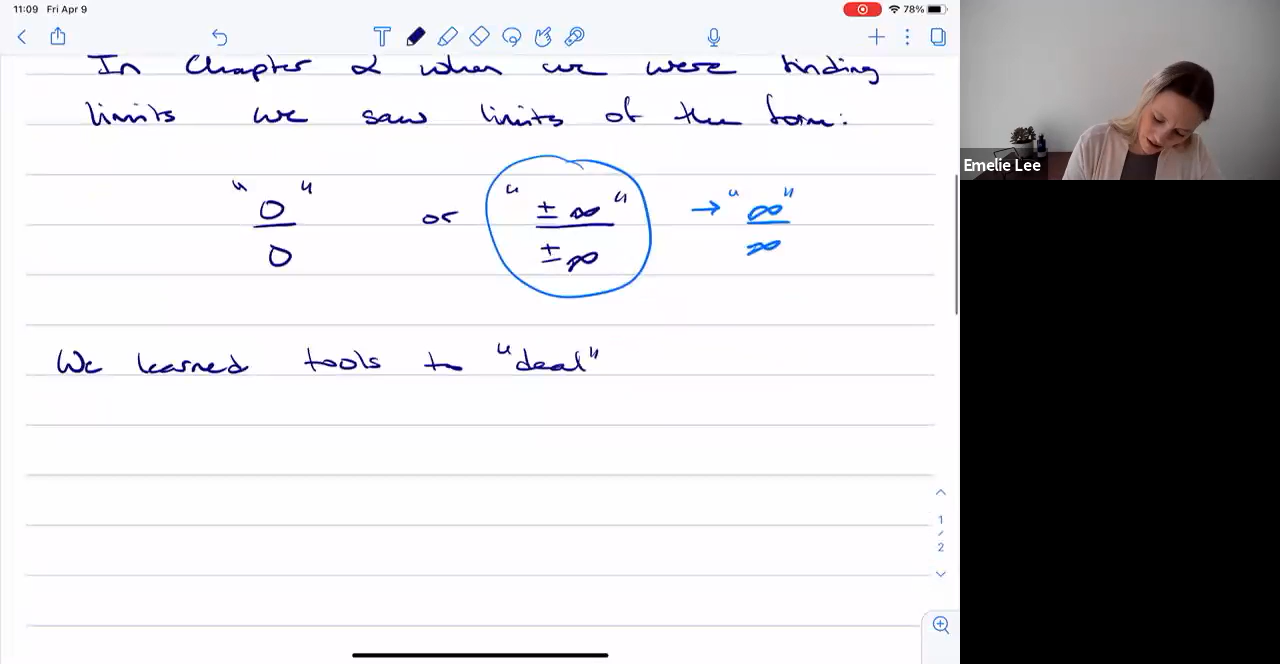 11:09 Fri Apr 9
78%
T
In Chapter 2 when we were finding
limits we saw limits of the form:
"0/0" or "±∞/±∞" → "∞/∞"
We learned tools to "deal"
1
/
2
Emelie Lee